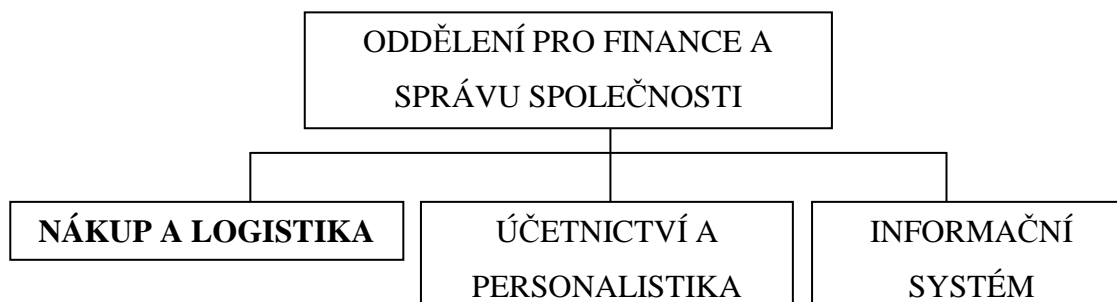 ODDĚLENÍ PRO FINANCE A
SPRÁVU SPOLEČNOSTI
NÁKUP A LOGISTIKA
ÚČETNICTVÍ A
PERSONALISTIKA
INFORMAČNÍ
SYSTÉM